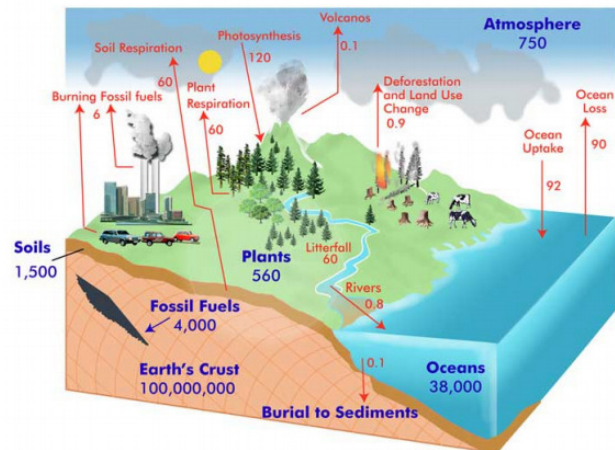 Volcanos
0.1
Atmosphere
750
Photosynthesis
120
Soil Respiration
60
Deforestation
and Land Use
Change
0.9
Ocean
Loss
90
Burning Fossil fuels
6
Plant
Respiration
60
Ocean
Uptake
92
Soils
1,500
Plants
560
Litterfall
60
Rivers
0.8
Fossil Fuels
4,000
Earth's Crust
100,000,000
0.1
Oceans
38,000
Burial to Sediments